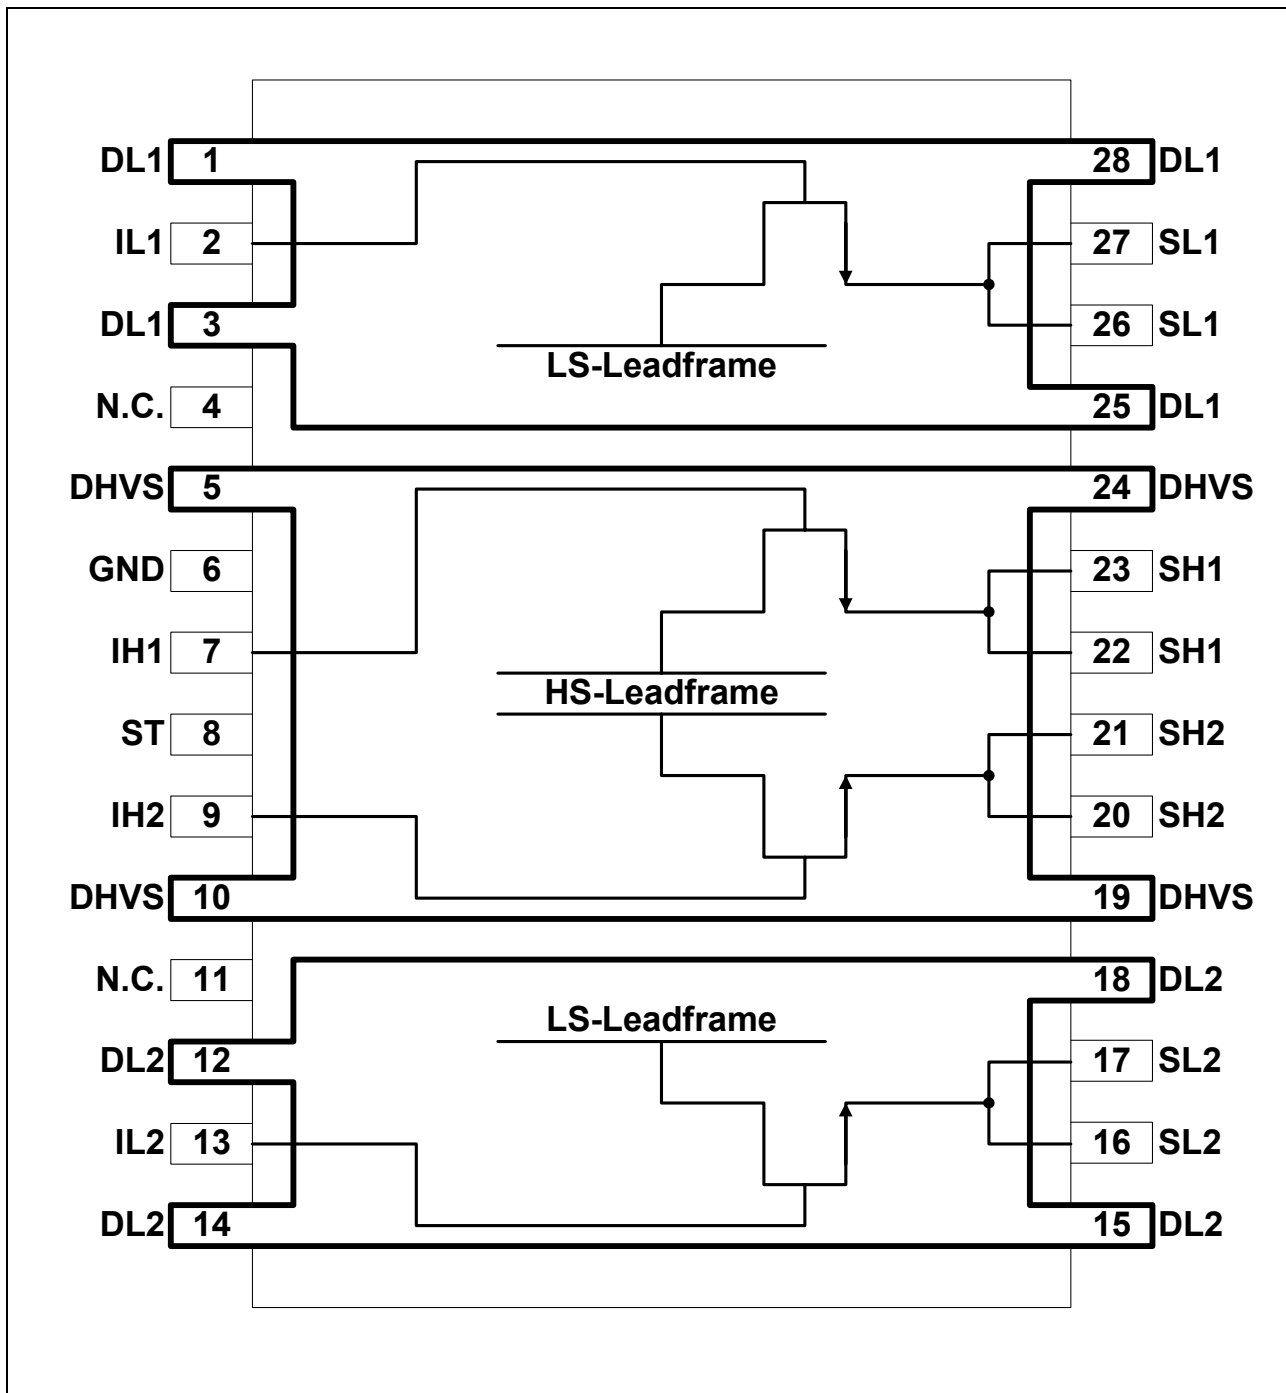 DL1 1 28 DL1
IL1 2 27 SL1
DL1 3 26 SL1
LS-Leadframe
N.C. 4 25 DL1
DHVS 5 24 DHVS
GND 6 23 SH1
IH1 7 22 SH1
HS-Leadframe
ST 8 21 SH2
IH2 9 20 SH2
DHVS 10 19 DHVS
N.C. 11 18 DL2
LS-Leadframe
DL2 12 17 SL2
IL2 13 16 SL2
DL2 14 15 DL2